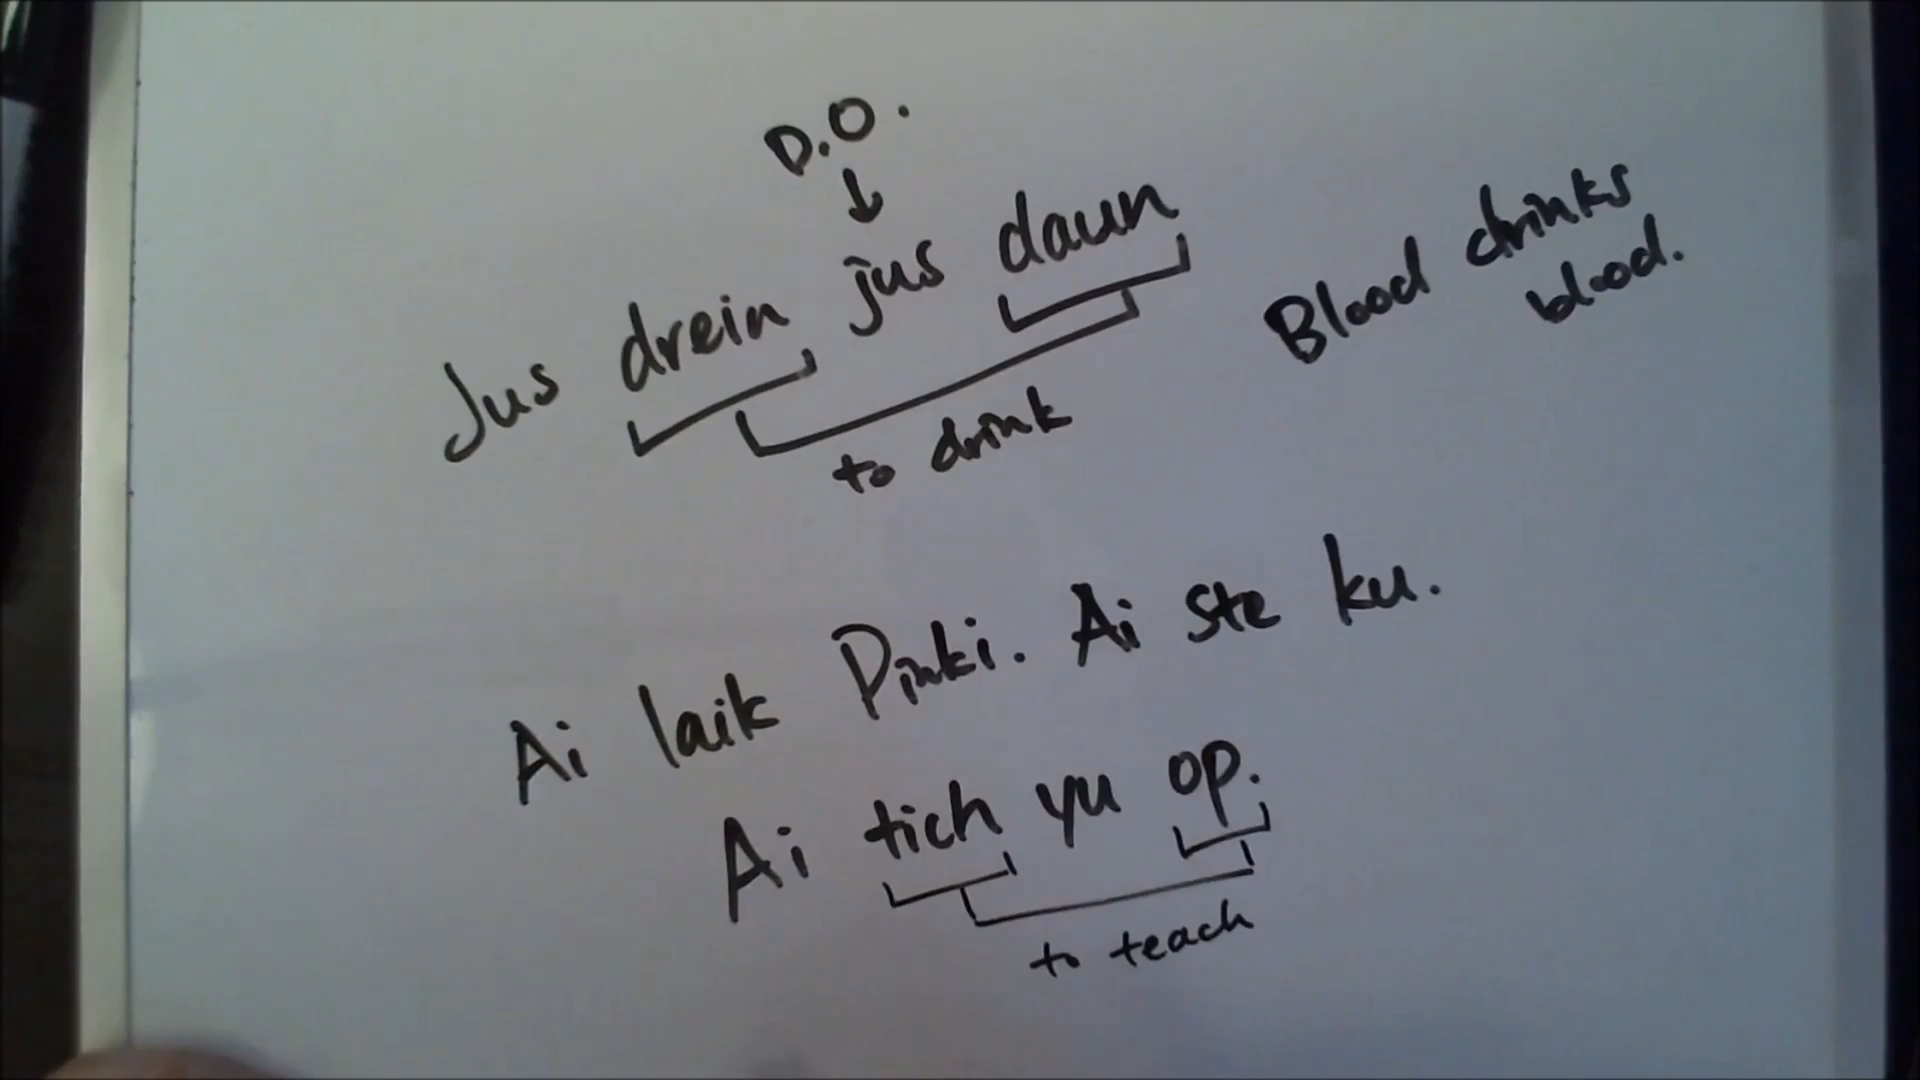 D.O.
↓
Jus drein jus daun
to drink
Blood drinks
blood.
Ai laik Pinki. Ai ste ku.
Ai tich yu op.
to teach